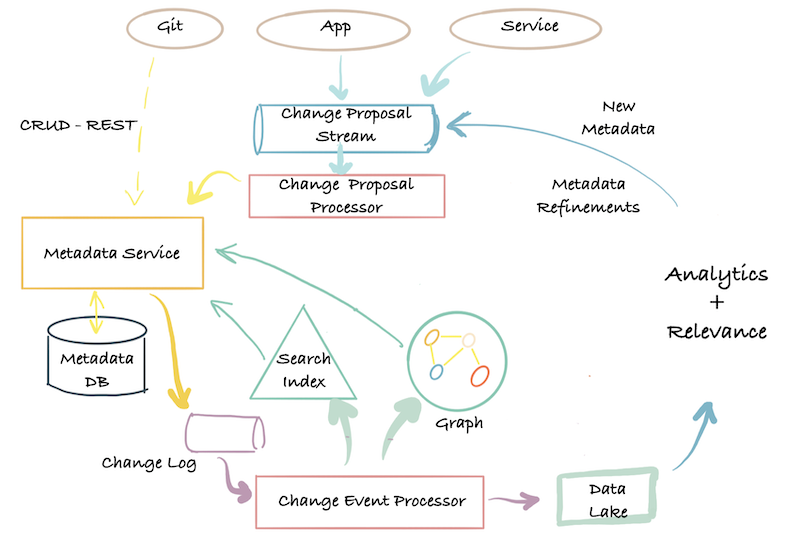 Git
App
Service
CRUD - REST
Change Proposal
Stream
New
Metadata
Change Proposal
Processor
Metadata
Refinements
Metadata Service
Analytics
+
Relevance
Metadata
DB
Search
Index
Graph
Change Log
Change Event Processor
Data
Lake